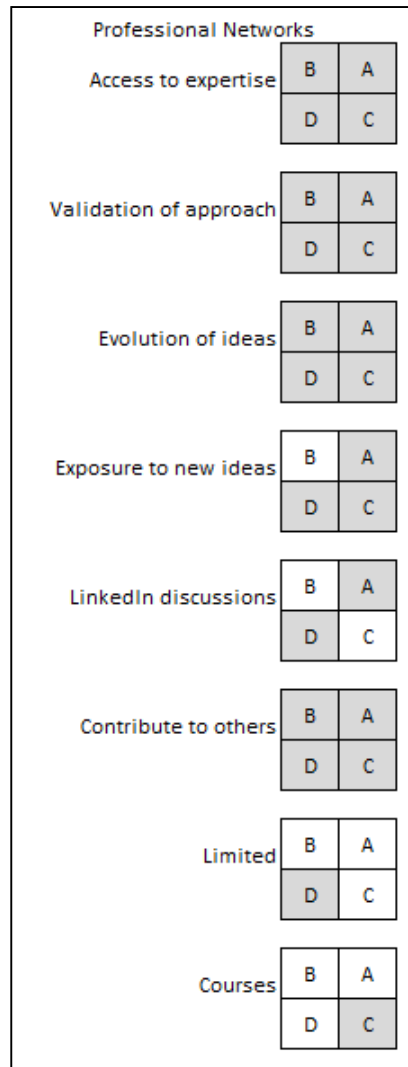 Professional Networks
Access to expertise
B A
D C
Validation of approach
B A
D C
Evolution of ideas
B A
D C
Exposure to new ideas
B A
D C
LinkedIn discussions
B A
D C
Contribute to others
B A
D C
Limited
B A
D C
Courses
B A
D C